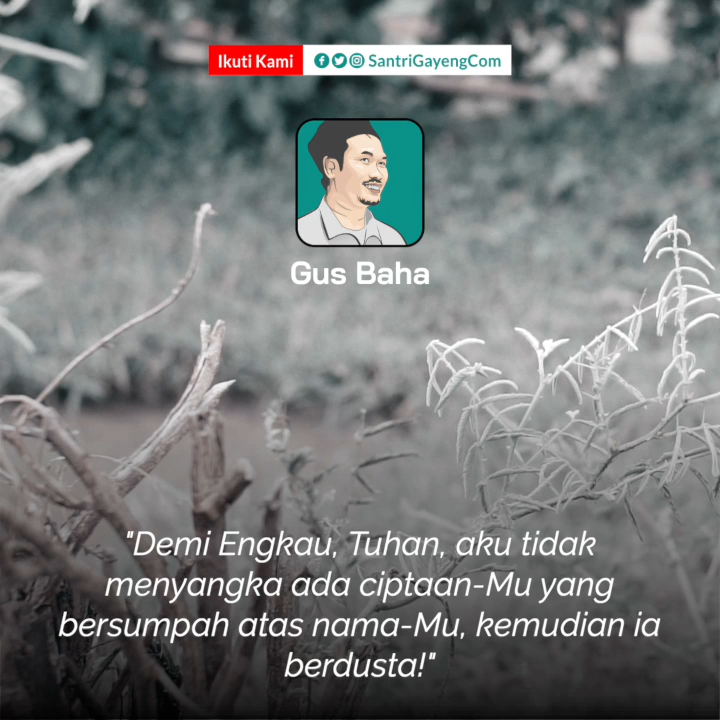 Ikuti Kami SantriGayengCom
Gus Baha
"Demi Engkau, Tuhan, aku tidak
menyangka ada ciptaan-Mu yang
bersumpah atas nama-Mu, kemudian ia
berdusta!"